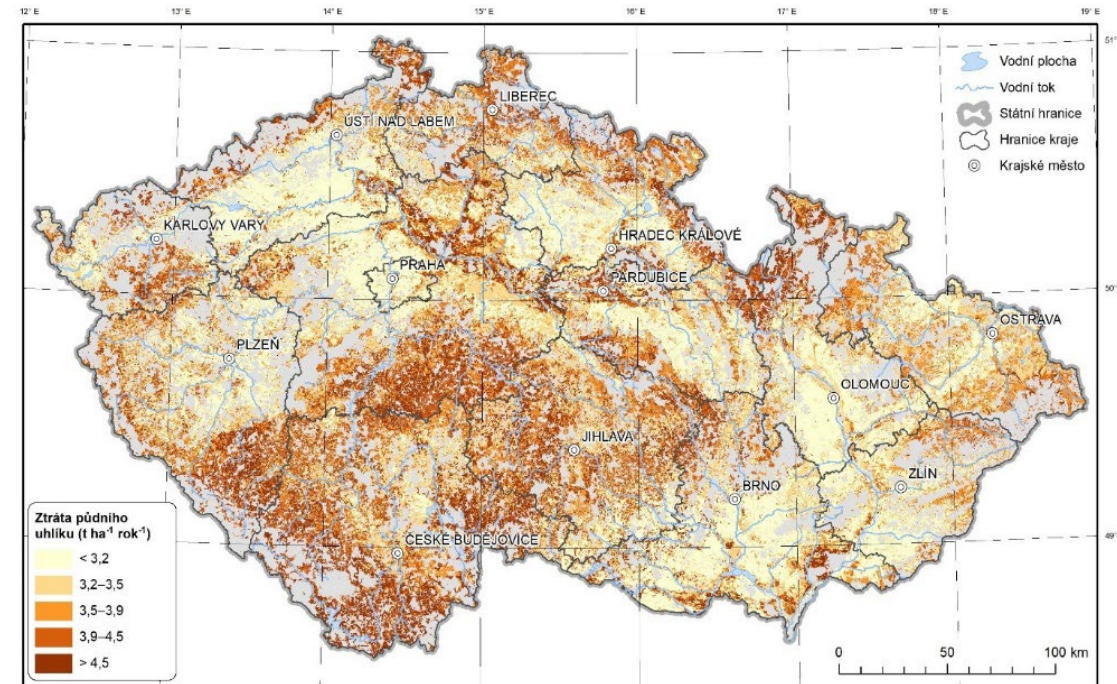 12° E
13° E
14° E
15° E
16° E
17° E
18° E
19° E
51°
50°
49°
Vodní plocha
Vodní tok
Státní hranice
Hranice kraje
Krajské město
LIBEREC
ÚSTÍ NAD LABEM
KARLOVY VARY
HRADEC KRÁLOVÉ
PRAHA
PARDUBICE
OSTRAVA
PLZEŇ
OLOMOUC
JIHLAVA
ZLÍN
BRNO
ČESKÉ BUDĚJOVICE
Ztráta půdního
uhlíku (t ha⁻¹ rok⁻¹)
< 3,2
3,2–3,5
3,5–3,9
3,9–4,5
> 4,5
0 50 100 km